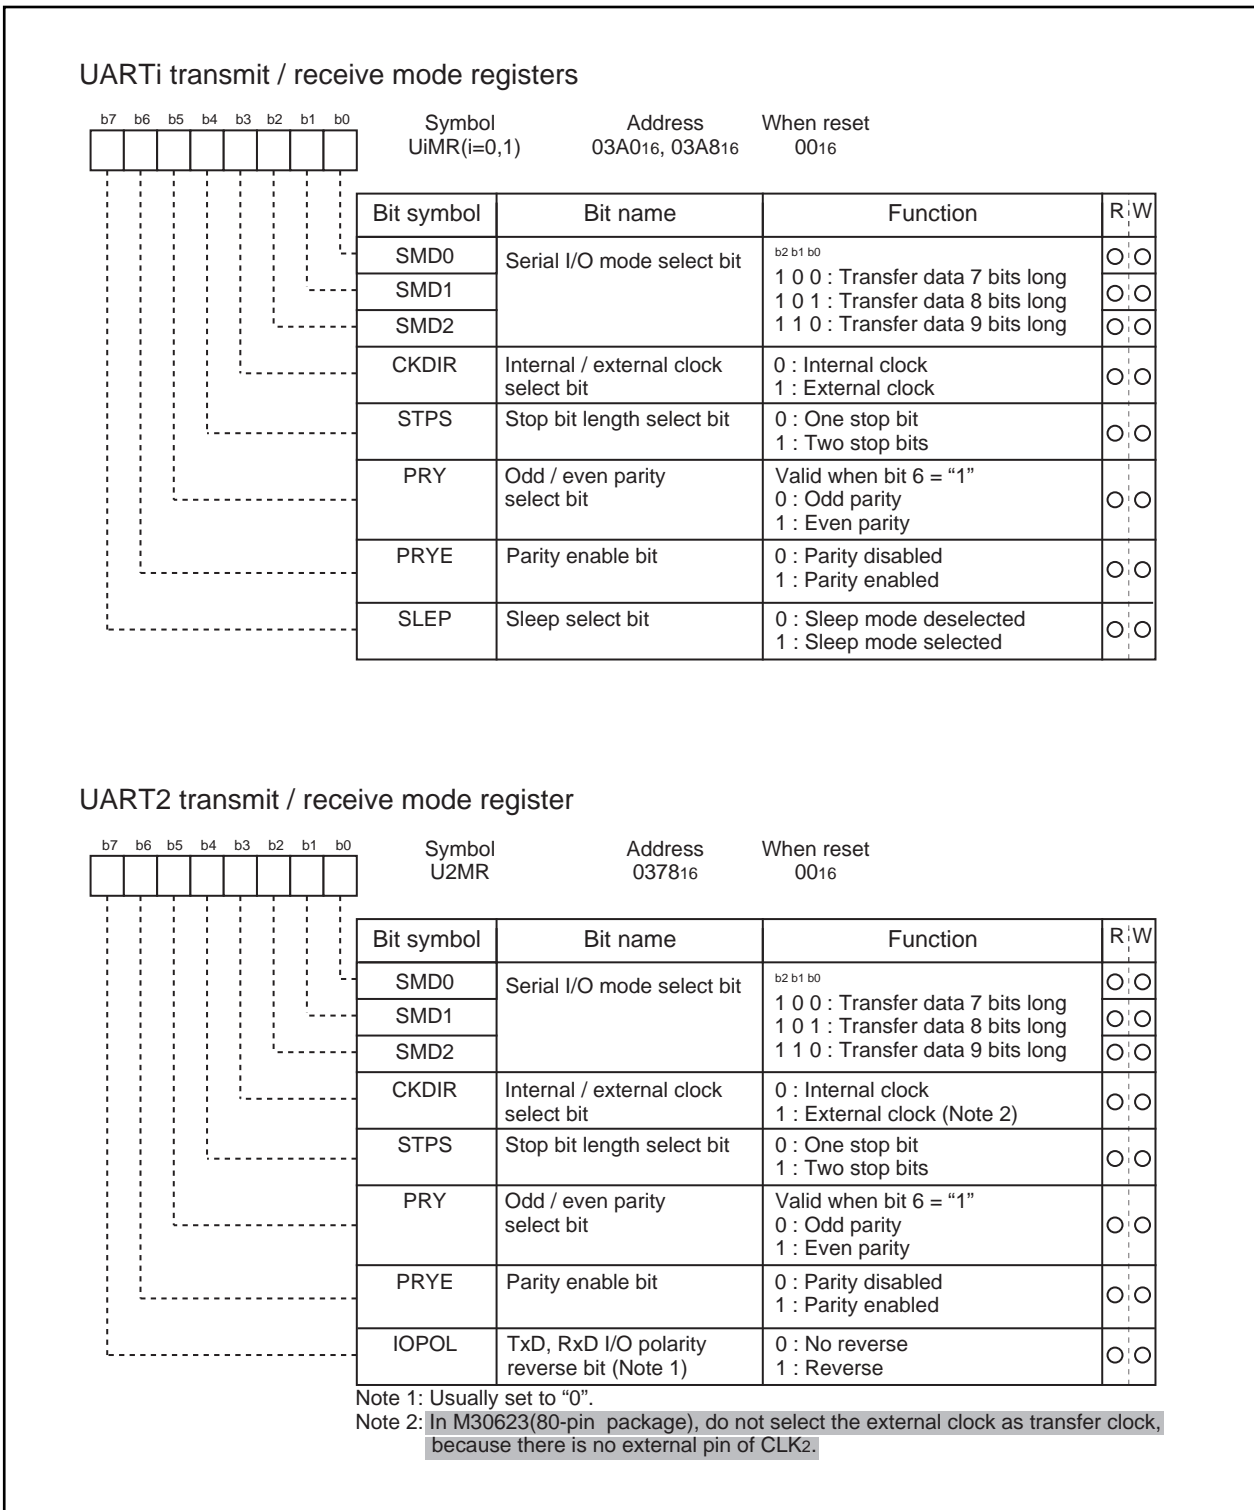 UARTi transmit / receive mode registers
b7 b6 b5 b4 b3 b2 b1 b0
Symbol Address When reset
UiMR(i=0,1) 03A016, 03A816 0016
Bit symbol Bit name Function R W
SMD0 Serial I/O mode select bit b2 b1 b0
1 0 0 : Transfer data 7 bits long
SMD1 1 0 1 : Transfer data 8 bits long
SMD2 1 1 0 : Transfer data 9 bits long
CKDIR Internal / external clock 0 : Internal clock
select bit 1 : External clock
STPS Stop bit length select bit 0 : One stop bit
1 : Two stop bits
PRY Odd / even parity Valid when bit 6 = “1”
select bit 0 : Odd parity
1 : Even parity
PRYE Parity enable bit 0 : Parity disabled
1 : Parity enabled
SLEP Sleep select bit 0 : Sleep mode deselected
1 : Sleep mode selected
UART2 transmit / receive mode register
b7 b6 b5 b4 b3 b2 b1 b0
Symbol Address When reset
U2MR 037816 0016
Bit symbol Bit name Function R W
SMD0 Serial I/O mode select bit b2 b1 b0
1 0 0 : Transfer data 7 bits long
SMD1 1 0 1 : Transfer data 8 bits long
SMD2 1 1 0 : Transfer data 9 bits long
CKDIR Internal / external clock 0 : Internal clock
select bit 1 : External clock (Note 2)
STPS Stop bit length select bit 0 : One stop bit
1 : Two stop bits
PRY Odd / even parity Valid when bit 6 = “1”
select bit 0 : Odd parity
1 : Even parity
PRYE Parity enable bit 0 : Parity disabled
1 : Parity enabled
IOPOL TxD, RxD I/O polarity 0 : No reverse
reverse bit (Note 1) 1 : Reverse
Note 1: Usually set to “0”.
Note 2: In M30623(80-pin package), do not select the external clock as transfer clock,
because there is no external pin of CLK2.